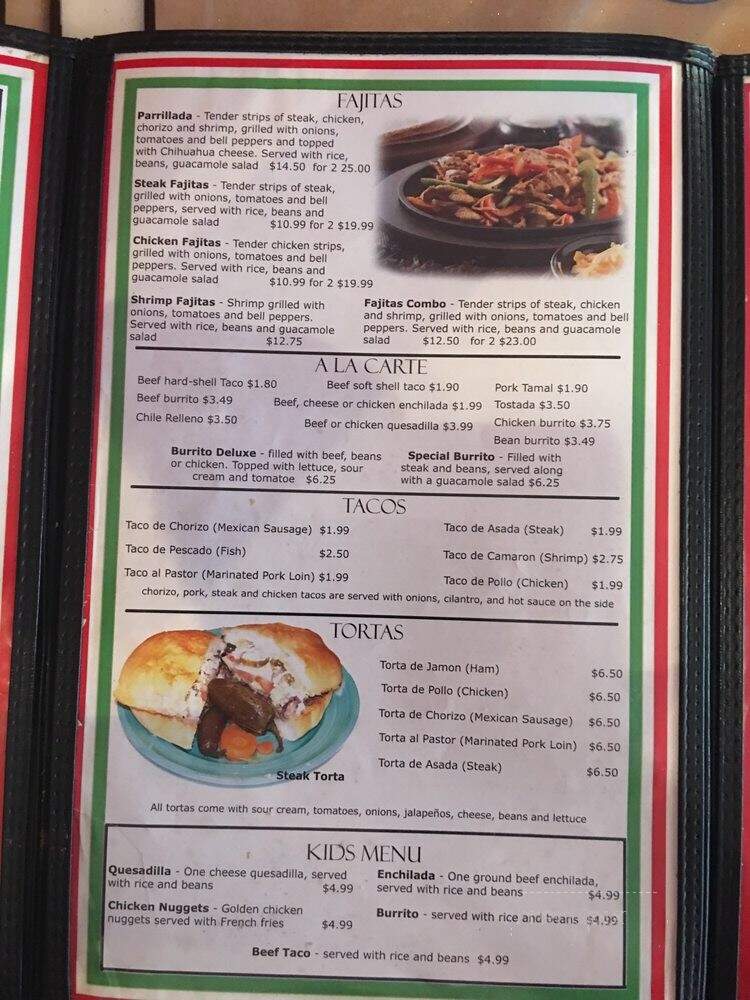 FAJITAS
Parrillada - Tender strips of steak, chicken,
chorizo and shrimp, grilled with onions,
tomatoes and bell peppers and topped
with Chihuahua cheese. Served with rice,
beans, guacamole salad $14.50 for 2 25.00
Steak Fajitas - Tender strips of steak,
grilled with onions, tomatoes and bell
peppers, served with rice, beans and
guacamole salad $10.99 for 2 $19.99
Chicken Fajitas - Tender chicken strips,
grilled with onions, tomatoes and bell
peppers. Served with rice, beans and
guacamole salad $10.99 for 2 $19.99
Shrimp Fajitas - Shrimp grilled with
onions, tomatoes and bell peppers.
Served with rice, beans and guacamole
salad $12.75
Fajitas Combo - Tender strips of steak, chicken
and shrimp, grilled with onions, tomatoes and bell
peppers. Served with rice, beans and guacamole
salad $12.50 for 2 $23.00
A LA CARTE
Beef hard-shell Taco $1.80 Beef soft shell taco $1.90 Pork Tamal $1.90
Beef burrito $3.49 Beef, cheese or chicken enchilada $1.99 Tostada $3.50
Chile Relleno $3.50 Beef or chicken quesadilla $3.99 Chicken burrito $3.75
Bean burrito $3.49
Burrito Deluxe - filled with beef, beans
or chicken. Topped with lettuce, sour
cream and tomatoe $6.25
Special Burrito - Filled with
steak and beans, served along
with a guacamole salad $6.25
TACOS
Taco de Chorizo (Mexican Sausage) $1.99 Taco de Asada (Steak) $1.99
Taco de Pescado (Fish) $2.50 Taco de Camaron (Shrimp) $2.75
Taco al Pastor (Marinated Pork Loin) $1.99 Taco de Pollo (Chicken) $1.99
chorizo, pork, steak and chicken tacos are served with onions, cilantro, and hot sauce on the side
TORTAS
Torta de Jamon (Ham) $6.50
Torta de Pollo (Chicken) $6.50
Torta de Chorizo (Mexican Sausage) $6.50
Torta al Pastor (Marinated Pork Loin) $6.50
Torta de Asada (Steak) $6.50
Steak Torta
All tortas come with sour cream, tomatoes, onions, jalapeños, cheese, beans and lettuce
KIDS MENU
Quesadilla - One cheese quesadilla, served
with rice and beans $4.99
Enchilada - One ground beef enchilada,
served with rice and beans $4.99
Chicken Nuggets - Golden chicken
nuggets served with French fries $4.99
Burrito - served with rice and beans $4.99
Beef Taco - served with rice and beans $4.99